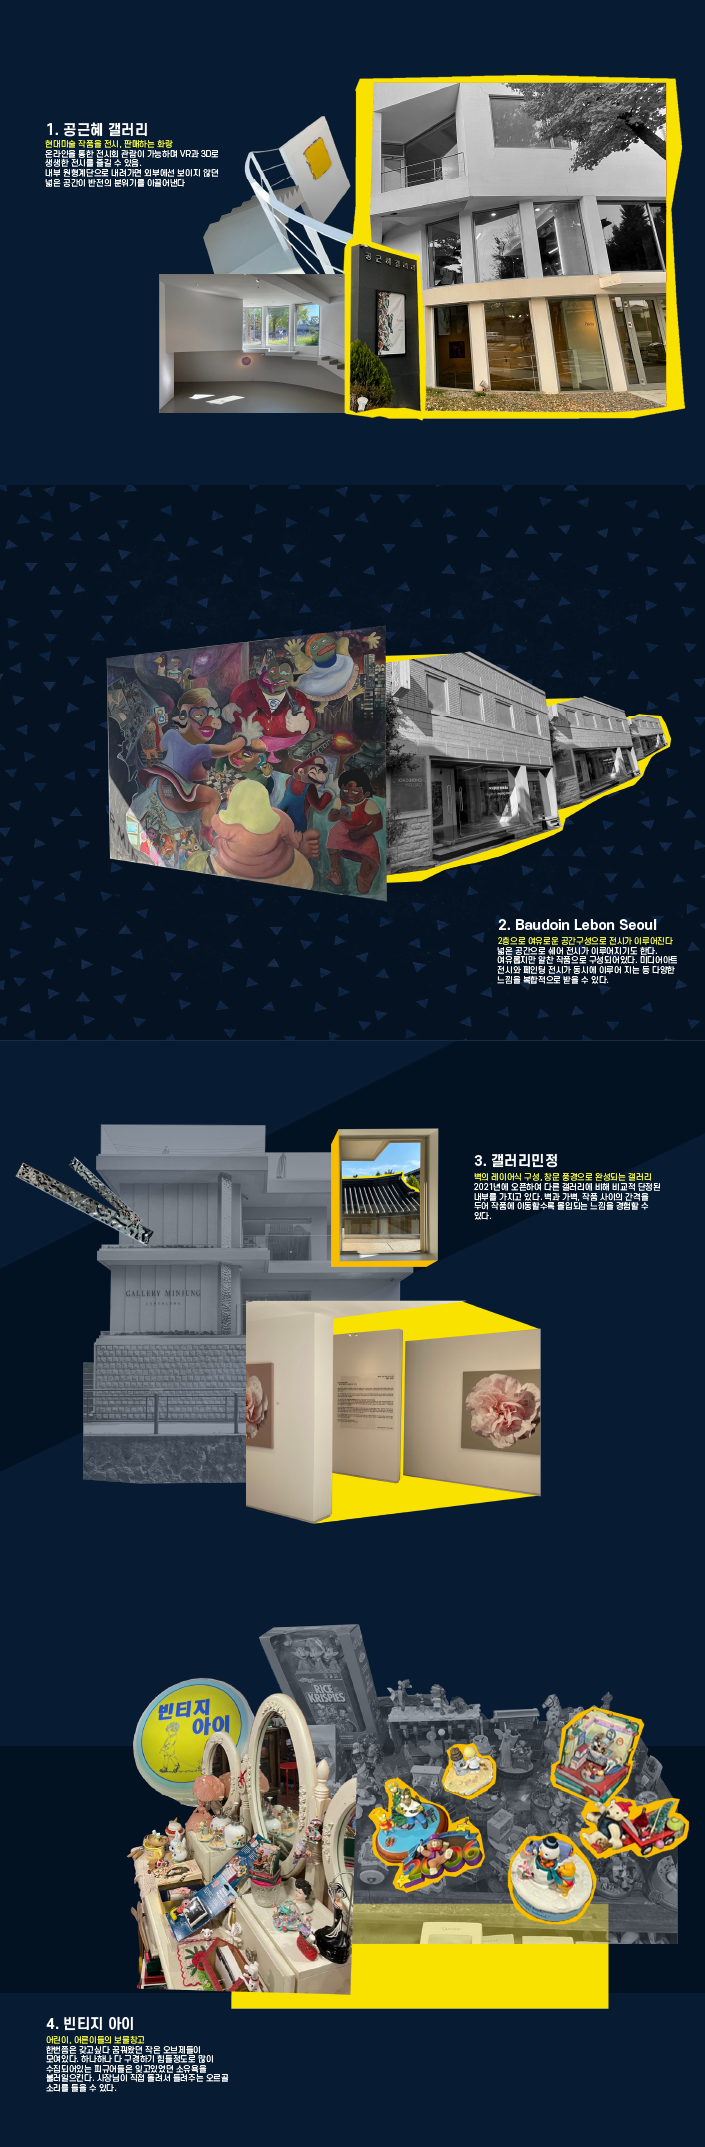 1. 공근혜 갤러리
현대미술 작품을 전시, 판매하는 화랑
온라인을 통한 전시회 관람이 가능하며 VR과 3D로
생생한 전시를 즐길 수 있음.
내부 원형계단으로 내려가면 외부에선 보이지 않던
넓은 공간이 반전의 분위기를 이끌어낸다
공근혜갤러리
2. Baudoin Lebon Seoul
2층으로 여유로운 공간구성으로 전시가 이루어진다
넓은 공간으로 쉐어 전시가 이루어지기도 한다.
여유롭지만 알찬 작품으로 구성되어있다. 미디어아트
전시와 페인팅 전시가 동시에 이루어 지는 등 다양한
느낌을 복합적으로 받을 수 있다.
3. 갤러리민정
벽의 레이어식 구성, 창문 풍경으로 완성되는 갤러리
2021년에 오픈하여 다른 갤러리에 비해 비교적 단정된
내부를 가지고 있다. 벽과 가벽, 작품 사이의 간격을
두어 작품에 이동할수록 몰입되는 느낌을 경험할 수
있다.
GALLERY MINJUNG
RICE
KRISPIES
빈티지
아이
2006
4. 빈티지 아이
어린이, 어른이들의 보물창고
한번쯤은 갖고싶다 꿈꿔왔던 작은 오브제들이
모여있다. 하나하나 다 구경하기 힘들정도로 많이
수집되어있는 피규어들은 잊고있었던 소유욕을
불러일으킨다. 사장님이 직접 돌려서 들려주는 오르골
소리를 들을 수 있다.